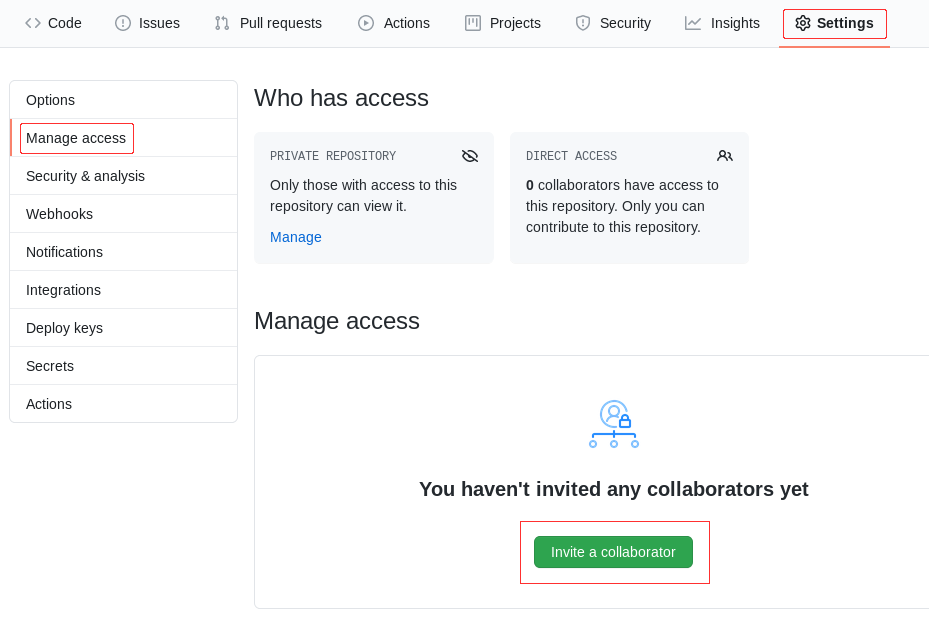 Code Issues Pull requests Actions Projects Security Insights Settings
Options
Manage access
Security & analysis
Webhooks
Notifications
Integrations
Deploy keys
Secrets
Actions
Who has access
PRIVATE REPOSITORY
Only those with access to this
repository can view it.
Manage
DIRECT ACCESS
0 collaborators have access to
this repository. Only you can
contribute to this repository.
Manage access
You haven't invited any collaborators yet
Invite a collaborator